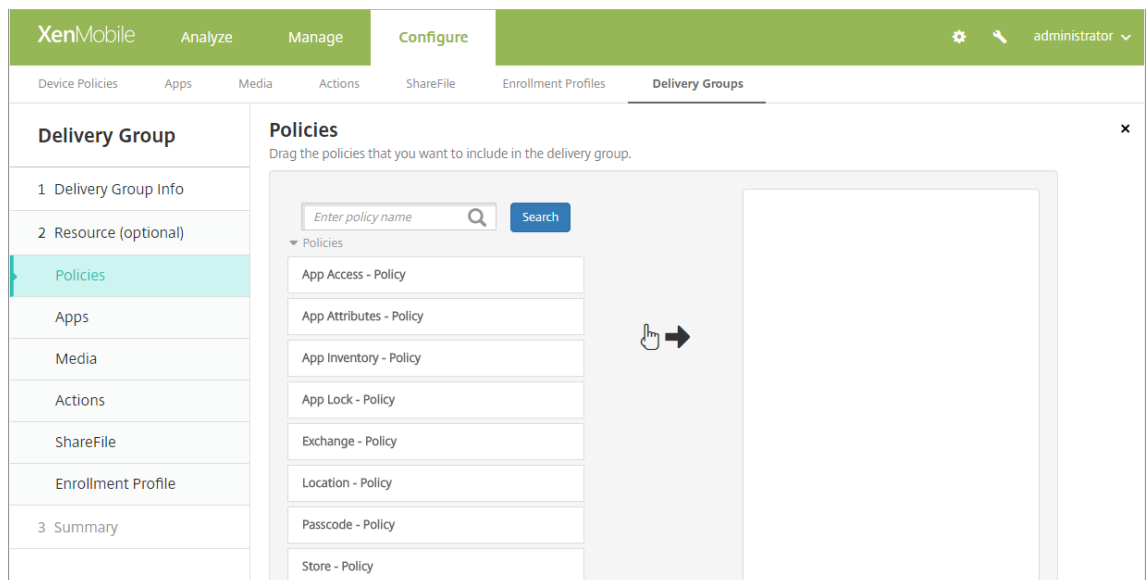 XenMobile Analyze Manage Configure administrator
Device Policies Apps Media Actions ShareFile Enrollment Profiles Delivery Groups
Delivery Group
1 Delivery Group Info
2 Resource (optional)
Policies
Apps
Media
Actions
ShareFile
Enrollment Profile
3 Summary
Policies
Drag the policies that you want to include in the delivery group.
Enter policy name Search
Policies
App Access - Policy
App Attributes - Policy
App Inventory - Policy
App Lock - Policy
Exchange - Policy
Location - Policy
Passcode - Policy
Store - Policy